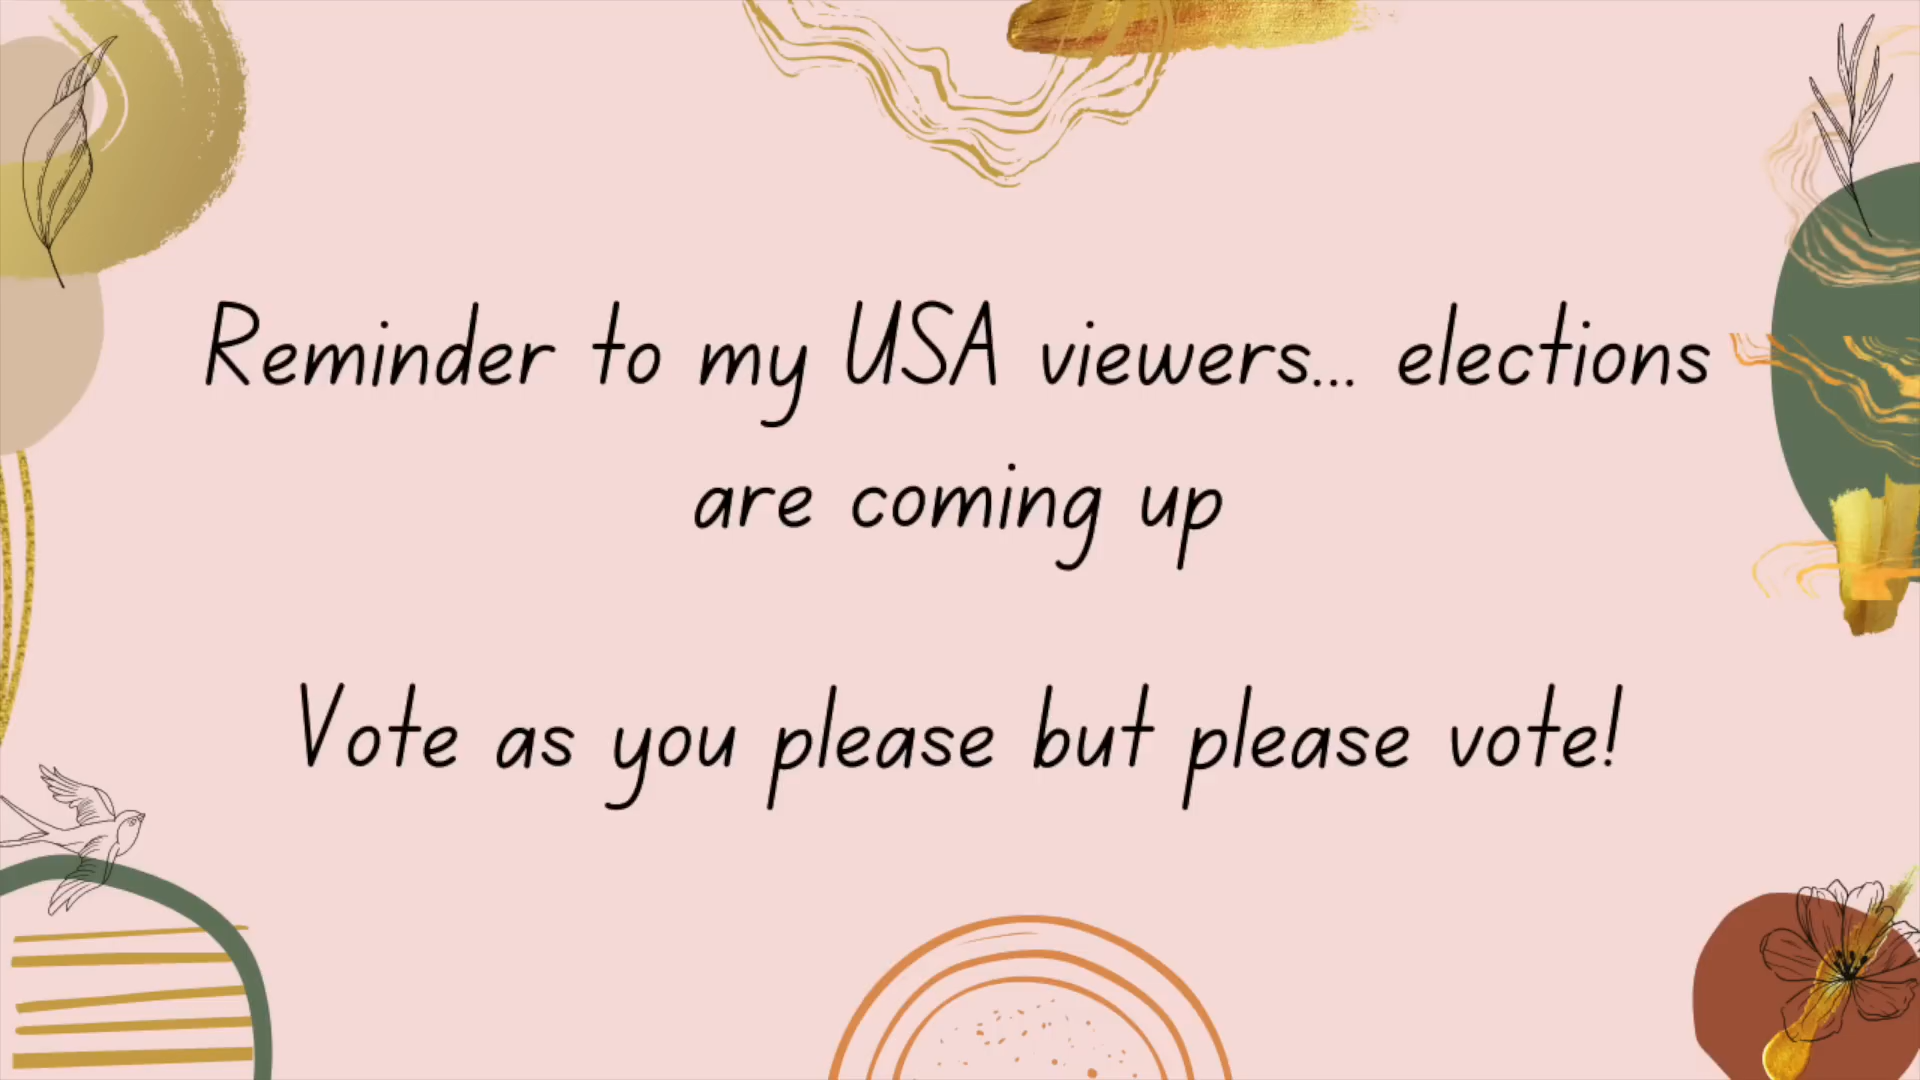 Reminder to my USA viewers... elections
are coming up
Vote as you please but please vote!